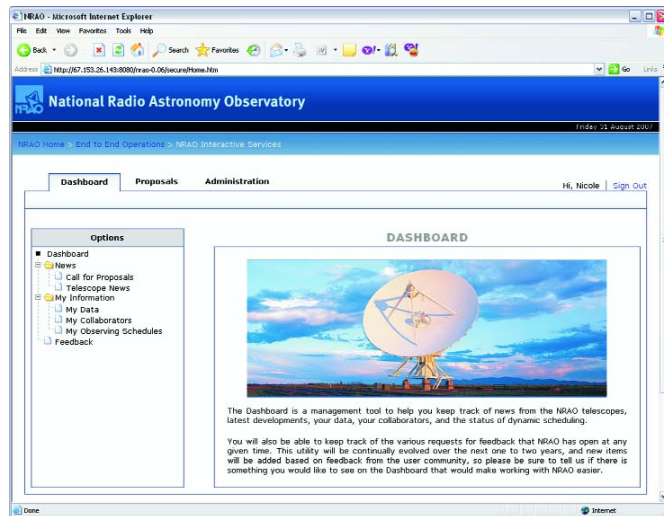 NRAO - Microsoft Internet Explorer
File Edit View Favorites Tools Help
Back Search Favorites
Address http://67.153.26.143:8080/nrao-0.06/secure/Home.htm Go Links
NRAO National Radio Astronomy Observatory
Friday 31 August 2007
NRAO Home > End to End Operations > NRAO Interactive Services
Dashboard Proposals Administration Hi, Nicole | Sign Out
Options
Dashboard
News
Call for Proposals
Telescope News
My Information
My Data
My Collaborators
My Observing Schedules
Feedback
DASHBOARD
The Dashboard is a management tool to help you keep track of news from the NRAO telescopes,
latest developments, your data, your collaborators, and the status of dynamic scheduling.
You will also be able to keep track of the various requests for feedback that NRAO has open at any
given time. This utility will be continually evolved over the next one to two years, and new items
will be added based on feedback from the user community, so please be sure to tell us if there is
something you would like to see on the Dashboard that would make working with NRAO easier.
Done Internet